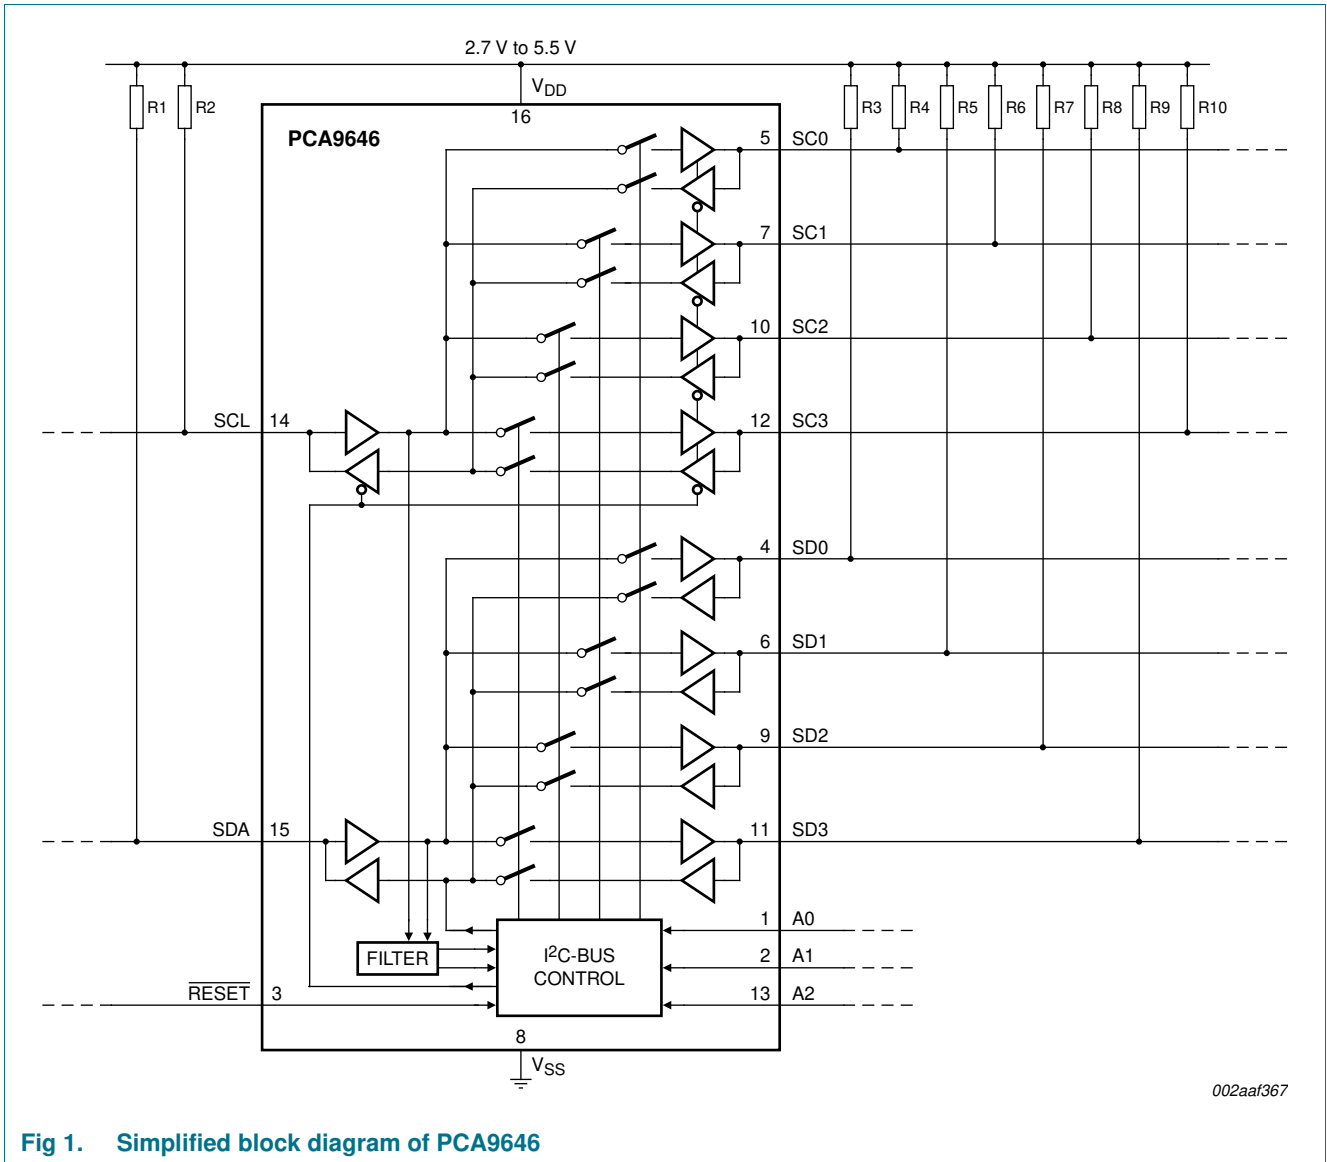 2.7 V to 5.5 V
VDD
16
R1 R2 R3 R4 R5 R6 R7 R8 R9 R10
PCA9646
5 SC0
7 SC1
10 SC2
SCL 14 12 SC3
4 SD0
6 SD1
9 SD2
SDA 15 11 SD3
1 A0
FILTER
I²C-BUS
CONTROL
2 A1
RESET 3 13 A2
8
VSS
002aaf367
Fig 1. Simplified block diagram of PCA9646